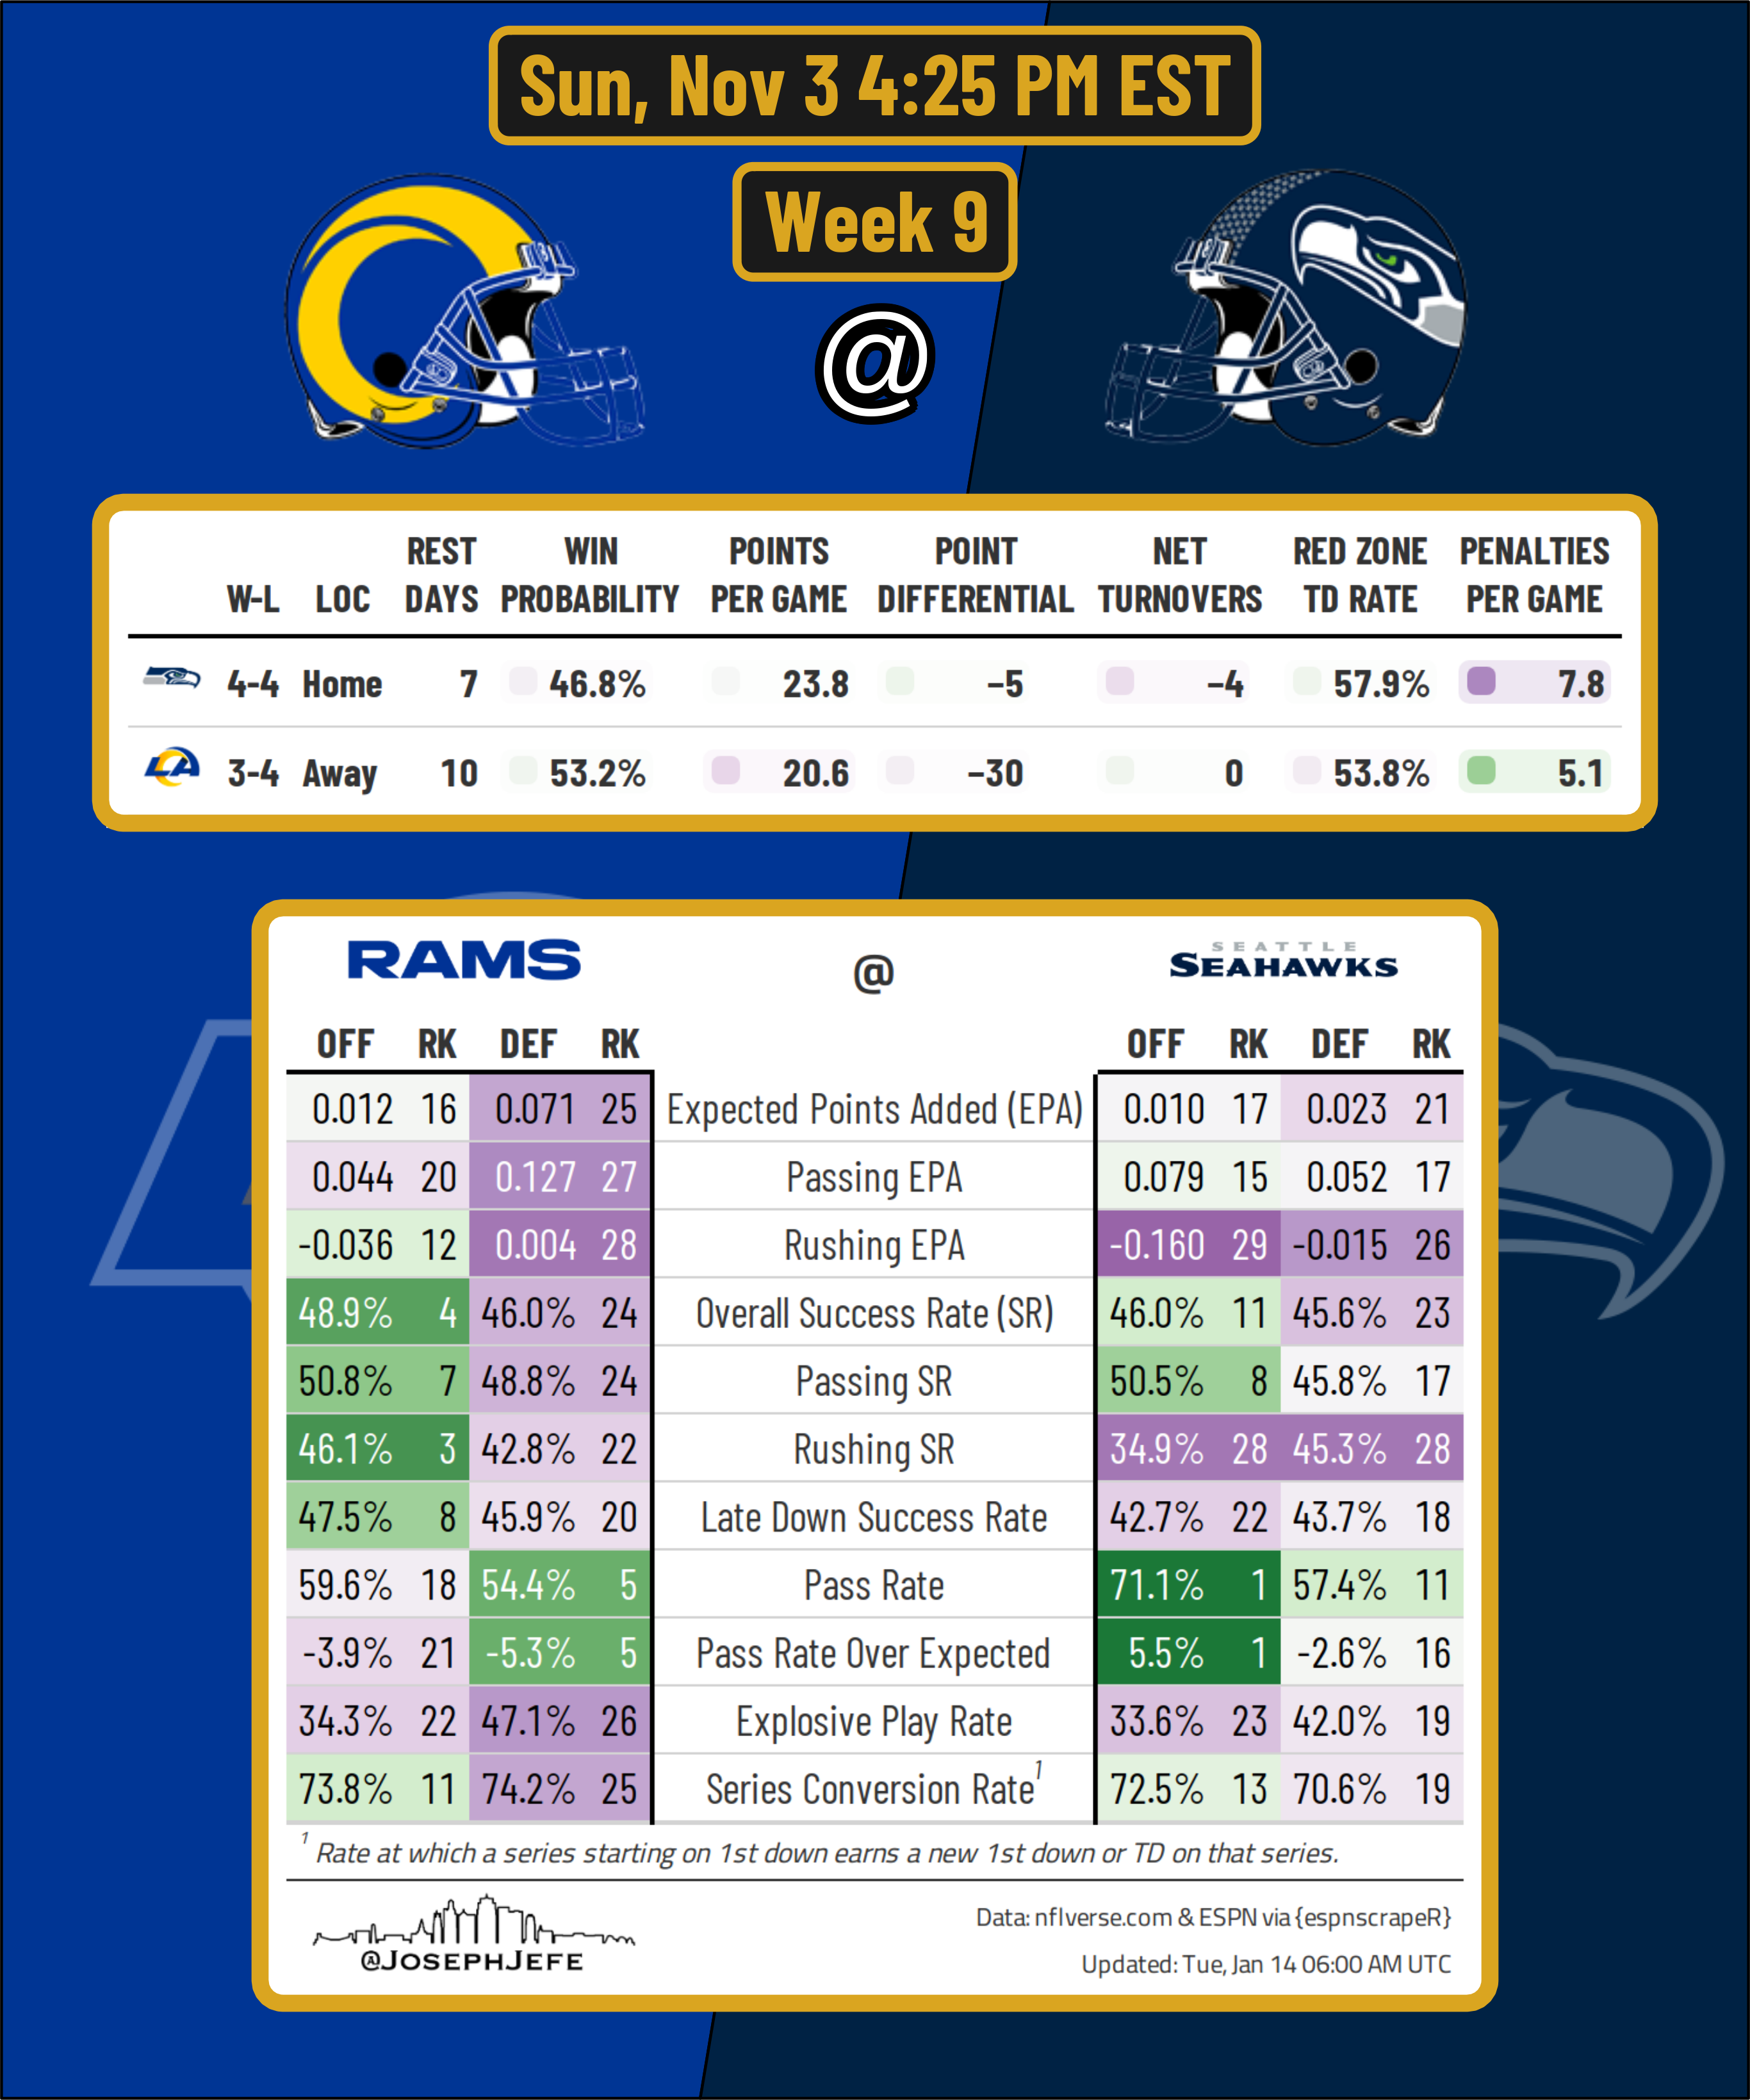 Sun, Nov 3 4:25 PM EST
Week 9
@
REST WIN POINTS POINT NET RED ZONE PENALTIES
W-L LOC DAYS PROBABILITY PER GAME DIFFERENTIAL TURNOVERS TD RATE PER GAME
4-4 Home 7 46.8% 23.8 −5 −4 57.9% 7.8
LA 3-4 Away 10 53.2% 20.6 −30 0 53.8% 5.1
RAMS @ SEATTLE SEAHAWKS
OFF RK DEF RK OFF RK DEF RK
0.012 16 0.071 25 Expected Points Added (EPA) 0.010 17 0.023 21
0.044 20 0.127 27 Passing EPA 0.079 15 0.052 17
-0.036 12 0.004 28 Rushing EPA -0.160 29 -0.015 26
48.9% 4 46.0% 24 Overall Success Rate (SR) 46.0% 11 45.6% 23
50.8% 7 48.8% 24 Passing SR 50.5% 8 45.8% 17
46.1% 3 42.8% 22 Rushing SR 34.9% 28 45.3% 28
47.5% 8 45.9% 20 Late Down Success Rate 42.7% 22 43.7% 18
59.6% 18 54.4% 5 Pass Rate 71.1% 1 57.4% 11
-3.9% 21 -5.3% 5 Pass Rate Over Expected 5.5% 1 -2.6% 16
34.3% 22 47.1% 26 Explosive Play Rate 33.6% 23 42.0% 19
73.8% 11 74.2% 25 Series Conversion Rate1 72.5% 13 70.6% 19
1 Rate at which a series starting on 1st down earns a new 1st down or TD on that series.
@JOSEPHJEFE
Data: nflverse.com & ESPN via {espnscrapeR}
Updated: Tue, Jan 14 06:00 AM UTC